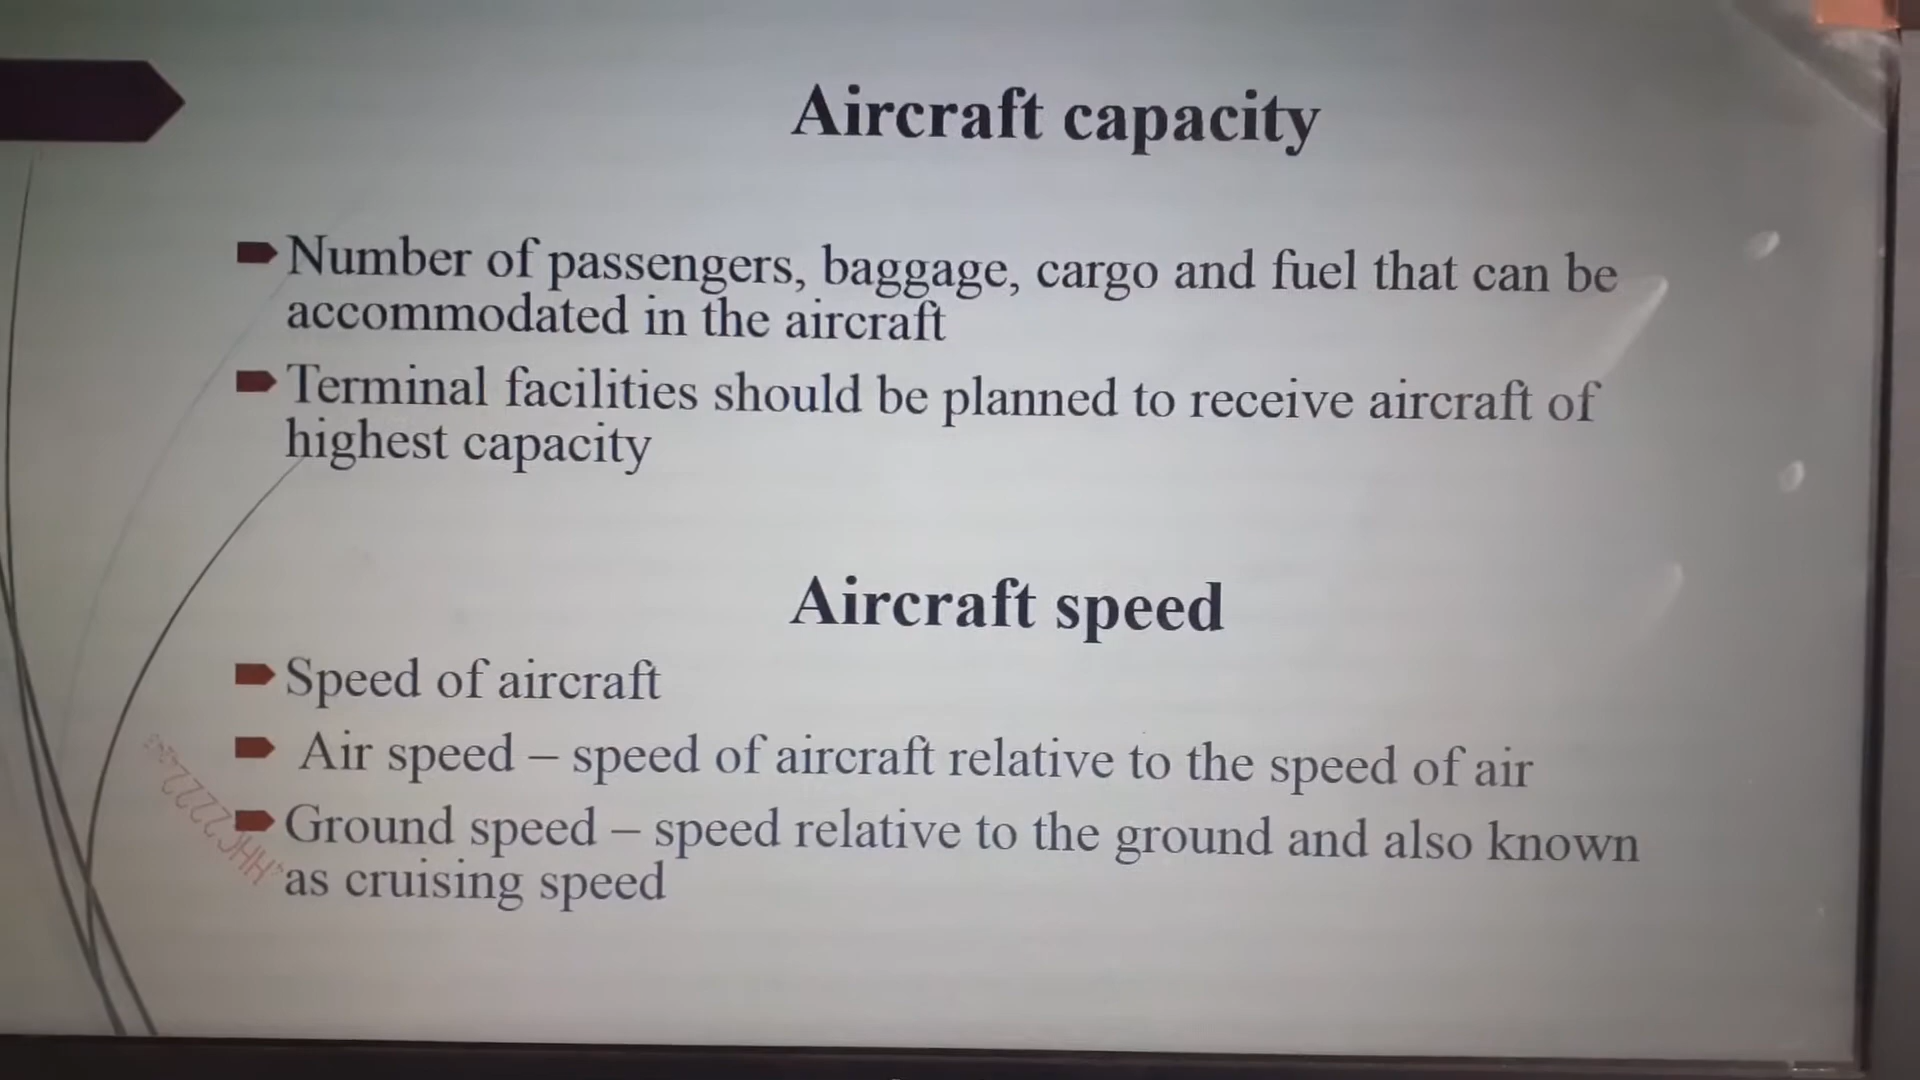 Aircraft capacity
Number of passengers, baggage, cargo and fuel that can be
accommodated in the aircraft
Terminal facilities should be planned to receive aircraft of
highest capacity
Aircraft speed
Speed of aircraft
Air speed – speed of aircraft relative to the speed of air
Ground speed – speed relative to the ground and also known
as cruising speed